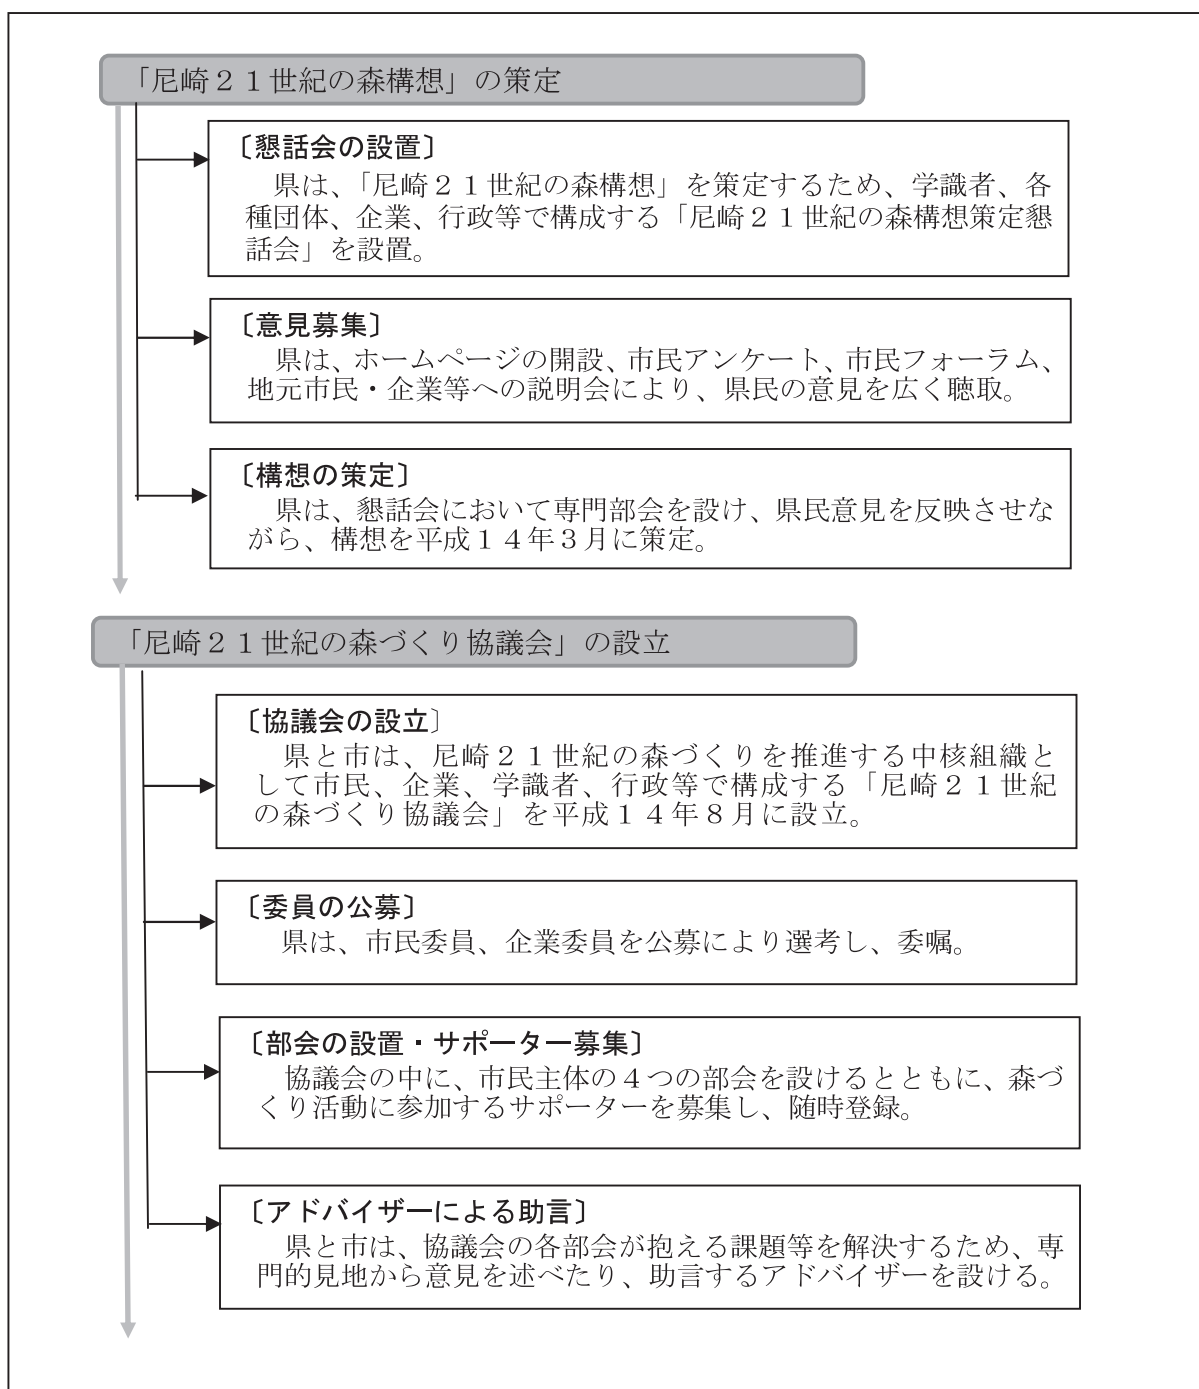 「尼崎２１世紀の森構想」の策定
〔懇話会の設置〕
県は、「尼崎２１世紀の森構想」を策定するため、学識者、各
種団体、企業、行政等で構成する「尼崎２１世紀の森構想策定懇
話会」を設置。
〔意見募集〕
県は、ホームページの開設、市民アンケート、市民フォーラム、
地元市民・企業等への説明会により、県民の意見を広く聴取。
〔構想の策定〕
県は、懇話会において専門部会を設け、県民意見を反映させな
がら、構想を平成１４年３月に策定。
「尼崎２１世紀の森づくり協議会」の設立
〔協議会の設立〕
県と市は、尼崎２１世紀の森づくりを推進する中核組織と
して市民、企業、学識者、行政等で構成する「尼崎２１世紀
の森づくり協議会」を平成１４年８月に設立。
〔委員の公募〕
県は、市民委員、企業委員を公募により選考し、委嘱。
〔部会の設置・サポーター募集〕
協議会の中に、市民主体の４つの部会を設けるとともに、森づ
くり活動に参加するサポーターを募集し、随時登録。
〔アドバイザーによる助言〕
県と市は、協議会の各部会が抱える課題等を解決するため、専
門的見地から意見を述べたり、助言するアドバイザーを設ける。